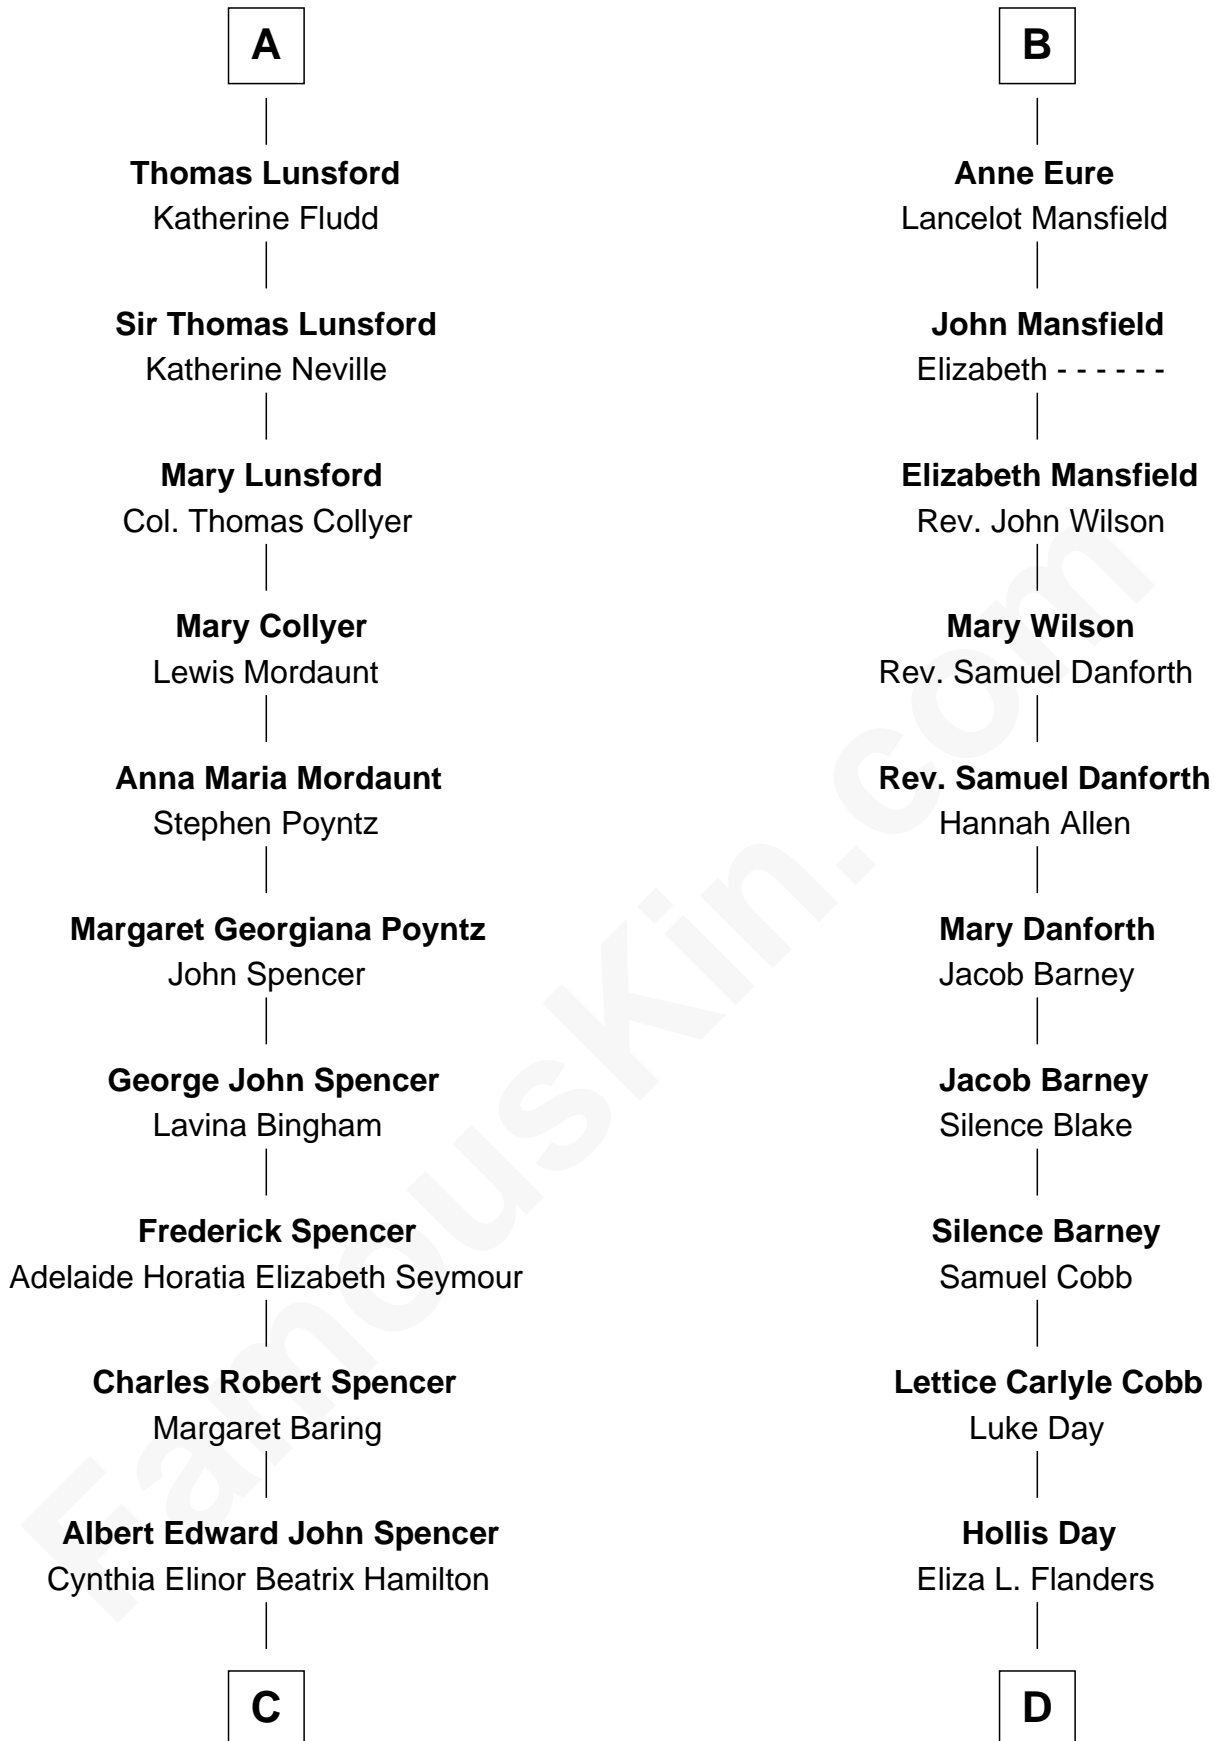 A
Thomas Lunsford
Katherine Fludd
Sir Thomas Lunsford
Katherine Neville
Mary Lunsford
Col. Thomas Collyer
Mary Collyer
Lewis Mordaunt
Anna Maria Mordaunt
Stephen Poyntz
Margaret Georgiana Poyntz
John Spencer
George John Spencer
Lavina Bingham
Frederick Spencer
Adelaide Horatia Elizabeth Seymour
Charles Robert Spencer
Margaret Baring
Albert Edward John Spencer
Cynthia Elinor Beatrix Hamilton
C
B
Anne Eure
Lancelot Mansfield
John Mansfield
Elizabeth - - - - - -
Elizabeth Mansfield
Rev. John Wilson
Mary Wilson
Rev. Samuel Danforth
Rev. Samuel Danforth
Hannah Allen
Mary Danforth
Jacob Barney
Jacob Barney
Silence Blake
Silence Barney
Samuel Cobb
Lettice Carlyle Cobb
Luke Day
Hollis Day
Eliza L. Flanders
D
FamousKin.com